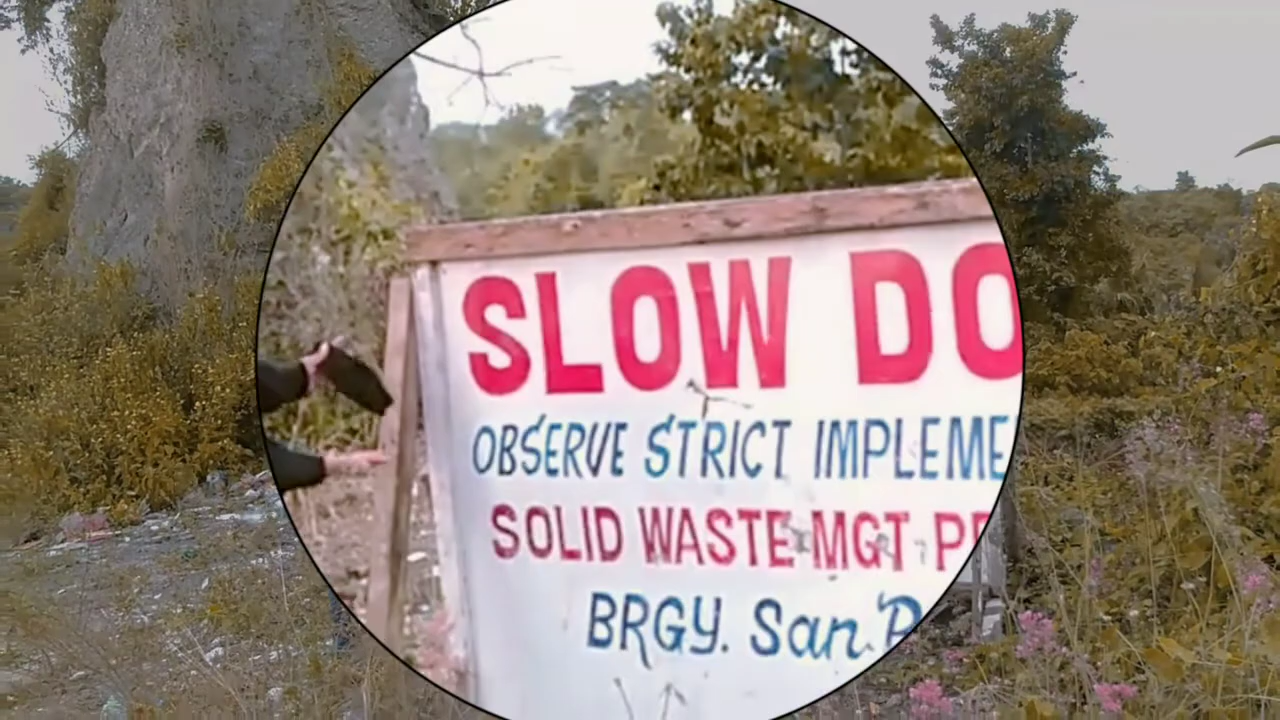 SLOW DO
OBSERVE STRICT IMPLEME
SOLID WASTE MGT
BRGY. San